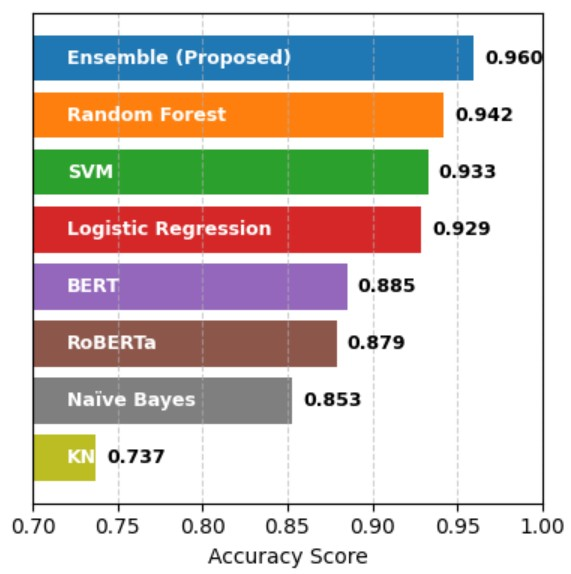 Ensemble (Proposed) 0.960
Random Forest 0.942
SVM 0.933
Logistic Regression 0.929
BERT 0.885
RoBERTa 0.879
Naïve Bayes 0.853
KN 0.737
0.70 0.75 0.80 0.85 0.90 0.95 1.00
Accuracy Score